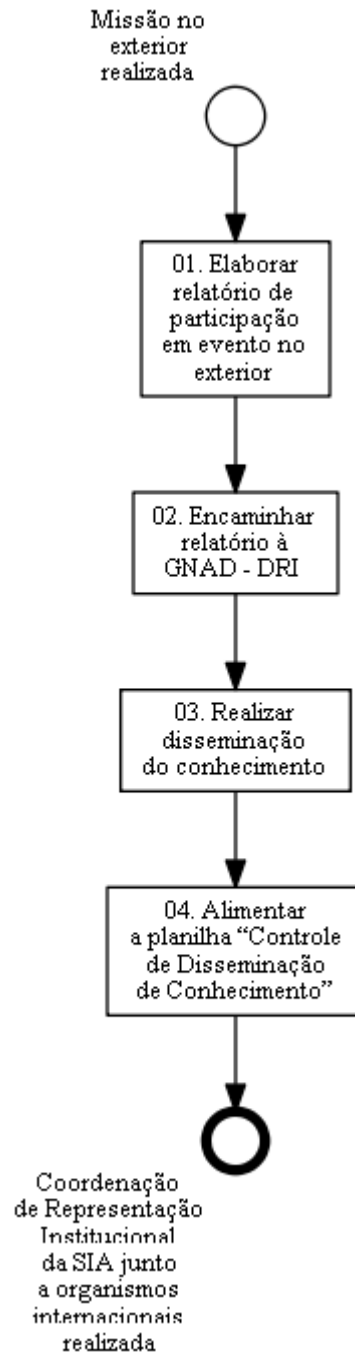 Missão no
exterior
realizada
01. Elaborar
relatório de
participação
em evento no
exterior
02. Encaminhar
relatório à
GNAD - DRI
03. Realizar
disseminação
do conhecimento
04. Alimentar
a planilha “Controle
de Disseminação
de Conhecimento”
Coordenação
de Representação
Institucional
da SIA junto
a organismos
internacionais
realizada